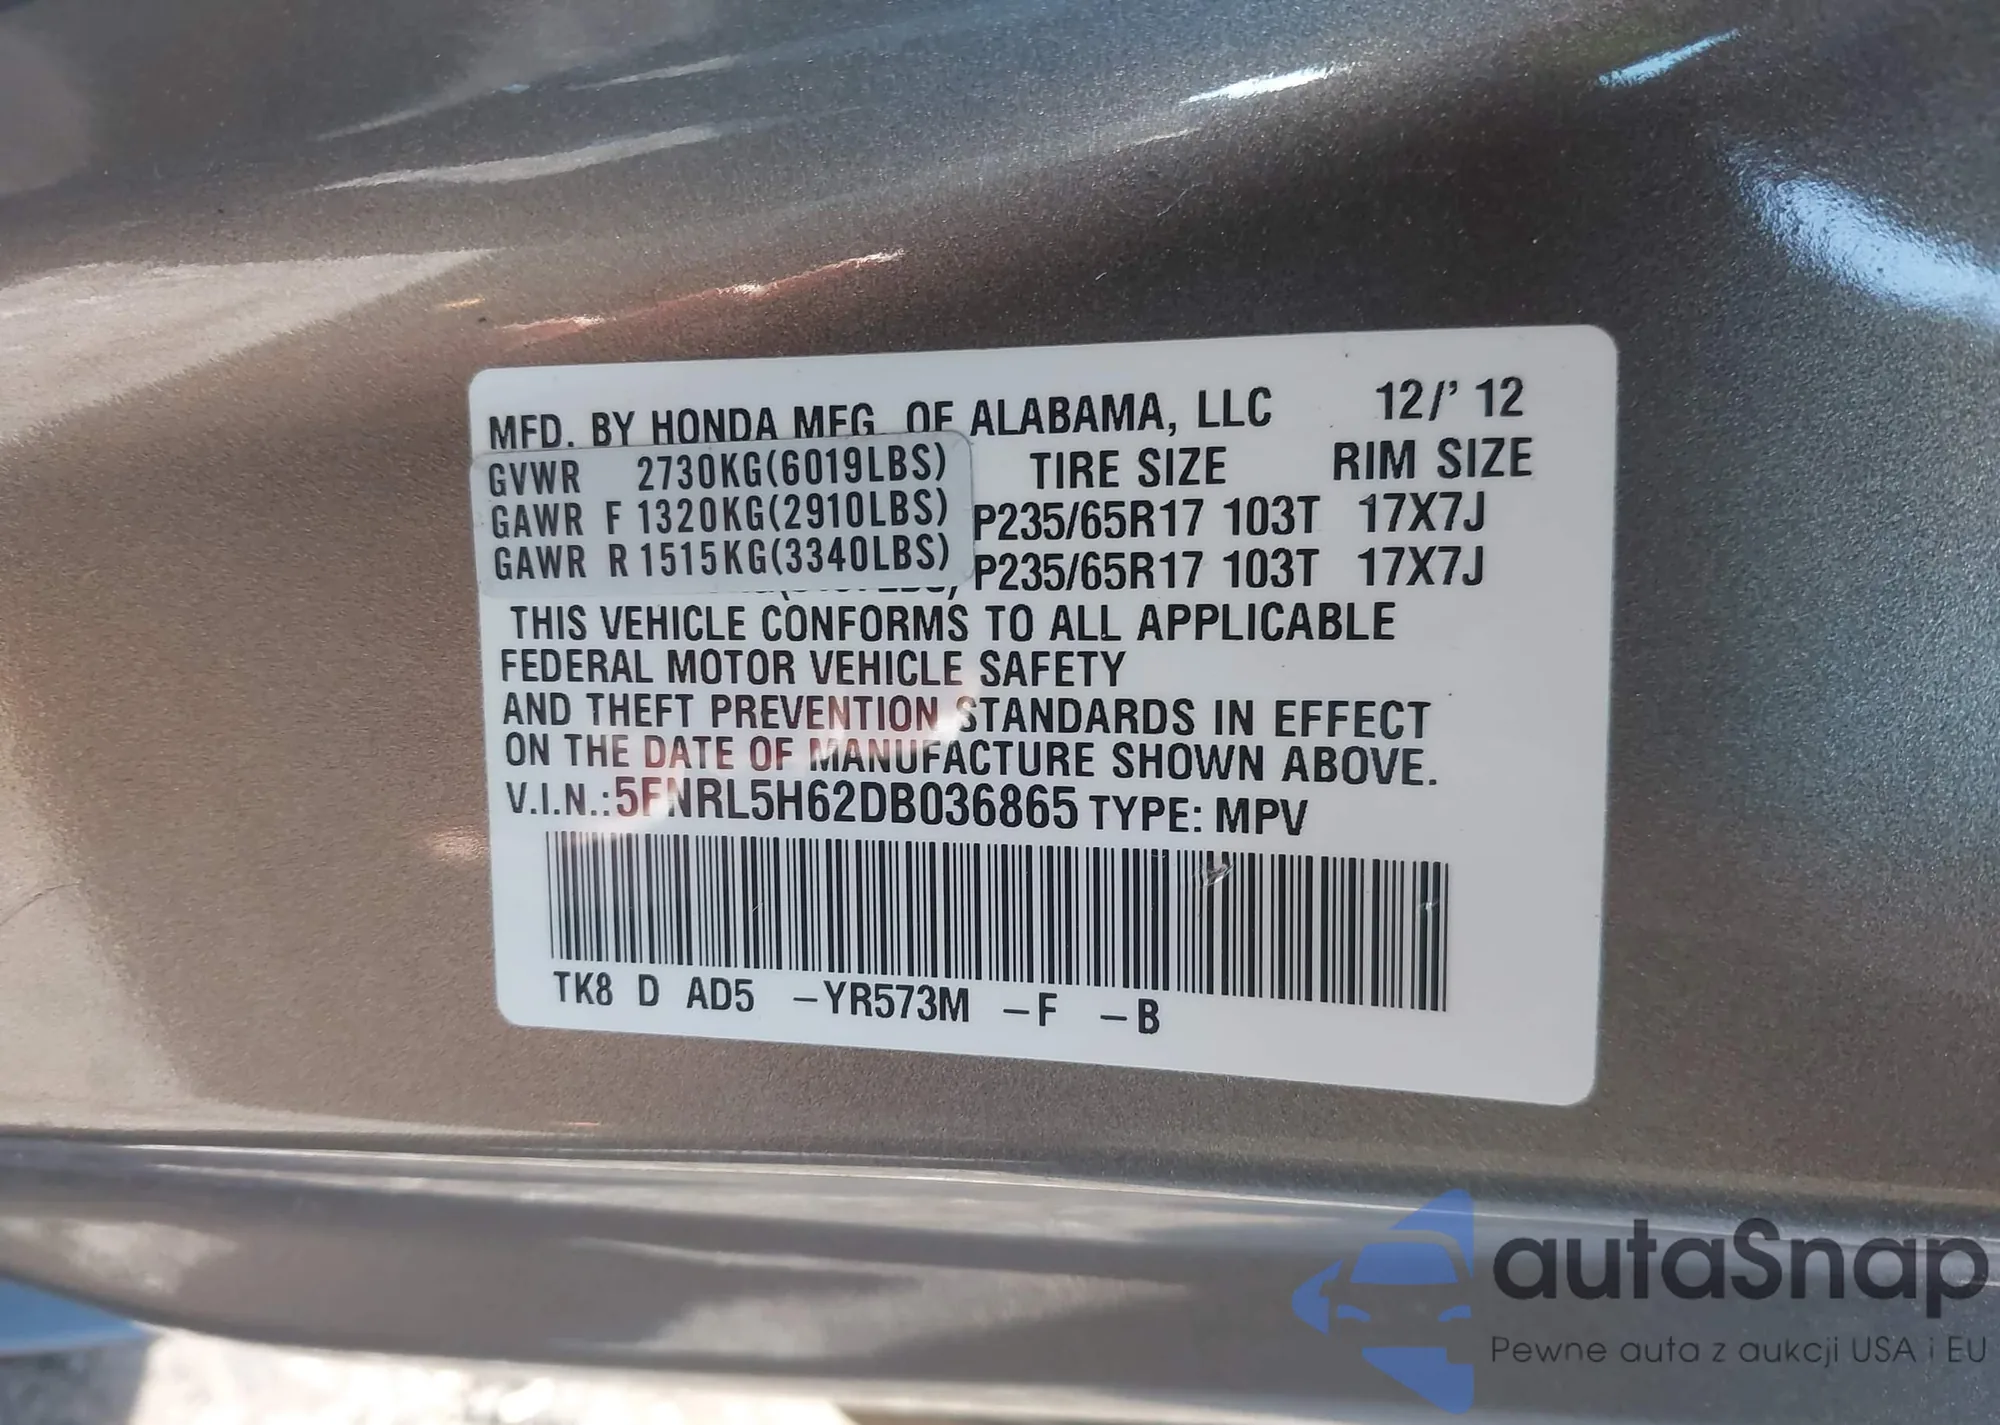 MFD. BY HONDA MFG. OF ALABAMA, LLC 12/' 12
TIRE SIZE RIM SIZE
GVWR 2730KG(6019LBS)
GAWR F 1320KG(2910LBS) P235/65R17 103T 17X7J
GAWR R 1515KG(3340LBS) P235/65R17 103T 17X7J
THIS VEHICLE CONFORMS TO ALL APPLICABLE
FEDERAL MOTOR VEHICLE SAFETY
AND THEFT PREVENTION STANDARDS IN EFFECT
ON THE DATE OF MANUFACTURE SHOWN ABOVE.
V.I.N.:5FNRL5H62DB036865 TYPE: MPV
TK8 D AD5 –YR573M –F –B
autaSnap
Pewne auta z aukcji USA i EU